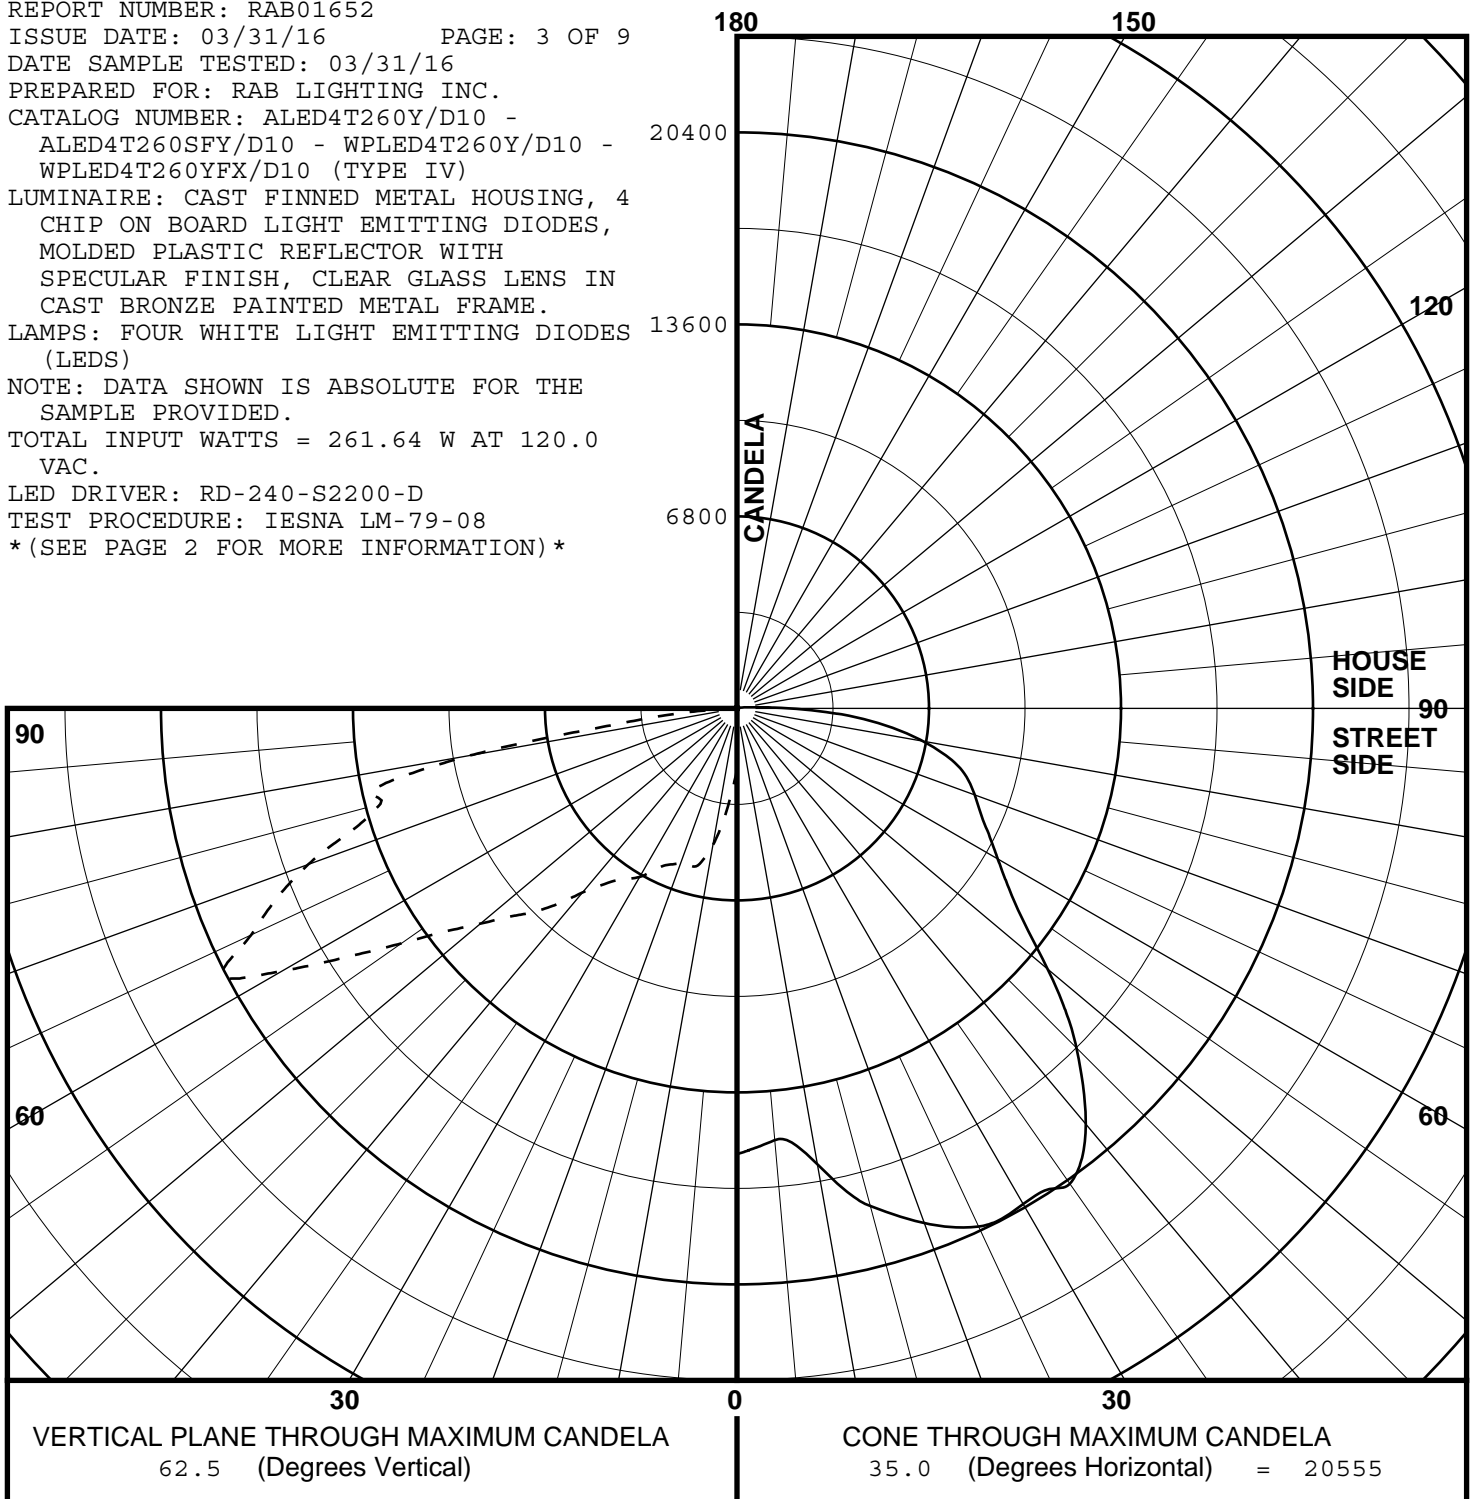 REPORT NUMBER: RAB01652
ISSUE DATE: 03/31/16 PAGE: 3 OF 9
DATE SAMPLE TESTED: 03/31/16
PREPARED FOR: RAB LIGHTING INC.
CATALOG NUMBER: ALED4T260Y/D10 -
ALED4T260SFY/D10 - WPLED4T260Y/D10 -
WPLED4T260YFX/D10 (TYPE IV)
LUMINAIRE: CAST FINNED METAL HOUSING, 4
CHIP ON BOARD LIGHT EMITTING DIODES,
MOLDED PLASTIC REFLECTOR WITH
SPECULAR FINISH, CLEAR GLASS LENS IN
CAST BRONZE PAINTED METAL FRAME.
LAMPS: FOUR WHITE LIGHT EMITTING DIODES
(LEDS)
NOTE: DATA SHOWN IS ABSOLUTE FOR THE
SAMPLE PROVIDED.
TOTAL INPUT WATTS = 261.64 W AT 120.0
VAC.
LED DRIVER: RD-240-S2200-D
TEST PROCEDURE: IESNA LM-79-08
*(SEE PAGE 2 FOR MORE INFORMATION)*
180
150
20400
120
13600
CANDELA
6800
HOUSE
SIDE
90
90
STREET
SIDE
60
60
30
0
30
VERTICAL PLANE THROUGH MAXIMUM CANDELA
62.5 (Degrees Vertical)
CONE THROUGH MAXIMUM CANDELA
35.0 (Degrees Horizontal) = 20555